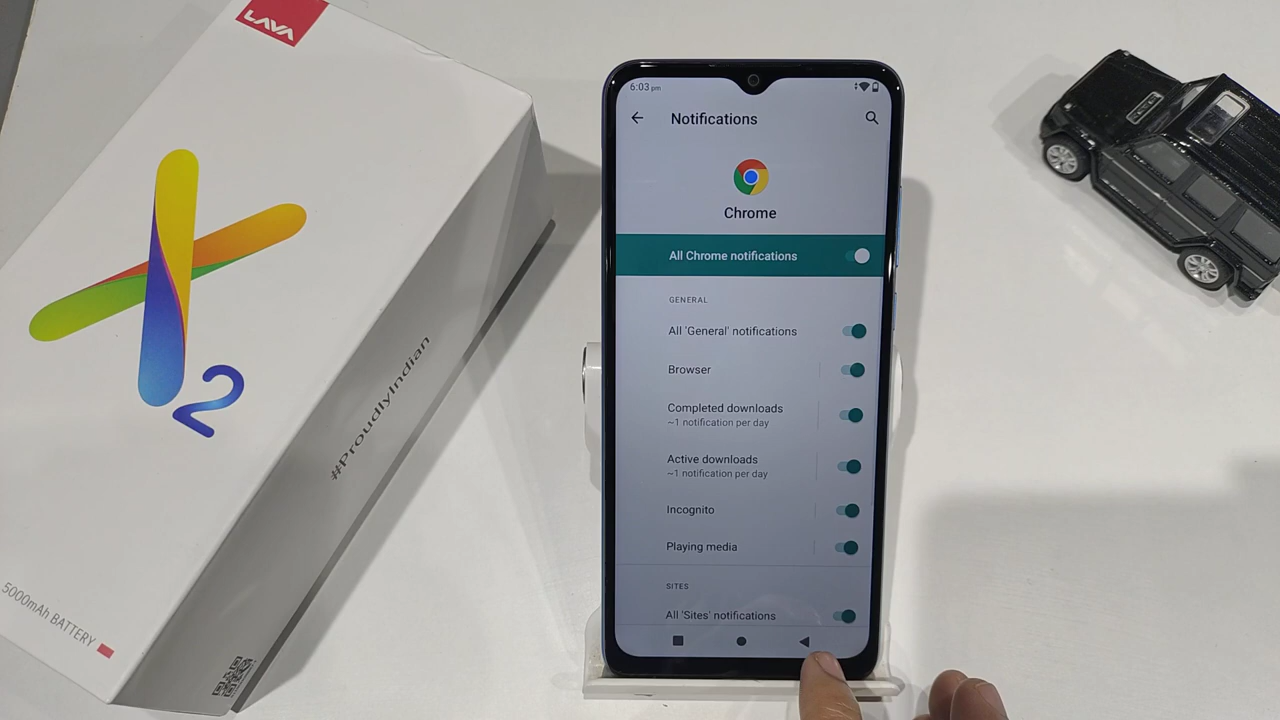 LAVA
X2
#ProudlyIndian
5000mAh BATTERY
6:03 pm
Notifications
Chrome
All Chrome notifications
GENERAL
All 'General' notifications
Browser
Completed downloads
~1 notification per day
Active downloads
~1 notification per day
Incognito
Playing media
SITES
All 'Sites' notifications